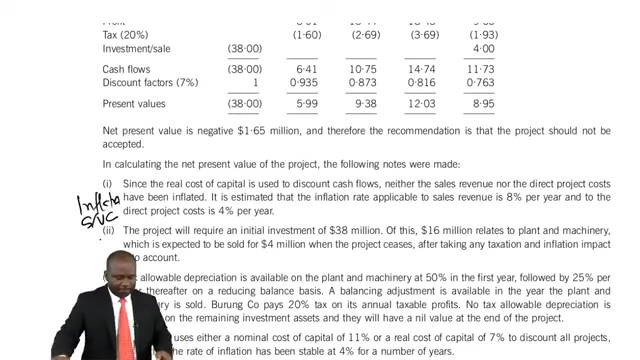 Tax (20%) (1·60) (2·69) (3·69) (1·93)
Investment/sale (38·00) 4·00
Cash flows (38·00) 6·41 10·75 14·74 11·73
Discount factors (7%) 1 0·935 0·873 0·816 0·763
Present values (38·00) 5·99 9·38 12·03 8·95
Net present value is negative $1·65 million, and therefore the recommendation is that the project should not be
accepted.
In calculating the net present value of the project, the following notes were made:
(i) Since the real cost of capital is used to discount cash flows, neither the sales revenue nor the direct project costs
have been inflated. It is estimated that the inflation rate applicable to sales revenue is 8% per year and to the
direct project costs is 4% per year.
(ii) The project will require an initial investment of $38 million. Of this, $16 million relates to plant and machinery,
which is expected to be sold for $4 million when the project ceases, after taking any taxation and inflation impact
to account.
allowable depreciation is available on the plant and machinery at 50% in the first year, followed by 25% per
thereafter on a reducing balance basis. A balancing adjustment is available in the year the plant and
is sold. Burung Co pays 20% tax on its annual taxable profits. No tax allowable depreciation is
on the remaining investment assets and they will have a nil value at the end of the project.
uses either a nominal cost of capital of 11% or a real cost of capital of 7% to discount all projects,
the rate of inflation has been stable at 4% for a number of years.